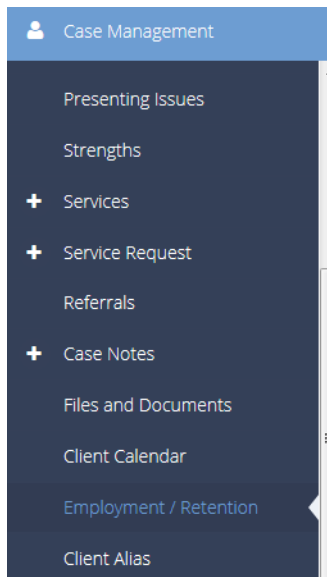 Case Management
Presenting Issues
Strengths
+ Services
+ Service Request
Referrals
+ Case Notes
Files and Documents
Client Calendar
Employment / Retention
Client Alias